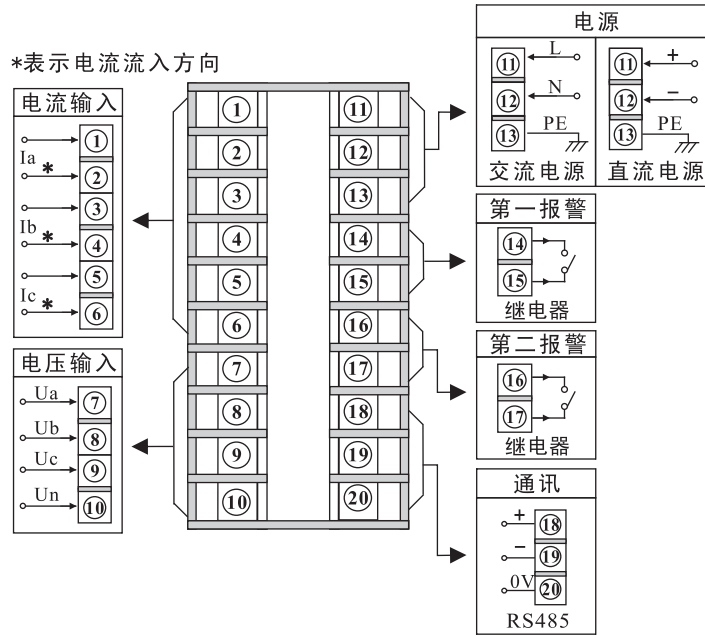 *表示电流流入方向
电流输入
①
Ia
* ②
③
Ib
* ④
⑤
Ic
* ⑥
电压输入
Ua ⑦
Ub ⑧
Uc ⑨
Un ⑩
① ⑪
② ⑫
③ ⑬
④ ⑭
⑤ ⑮
⑥ ⑯
⑦ ⑰
⑧ ⑱
⑨ ⑲
⑩ ⑳
电源
⑪ L
⑫ N
⑬ PE
交流电源
⑪ +
⑫ −
⑬ PE
直流电源
第一报警
⑭
⑮
继电器
第二报警
⑯
⑰
继电器
通讯
+ ⑱
− ⑲
0V ⑳
RS485